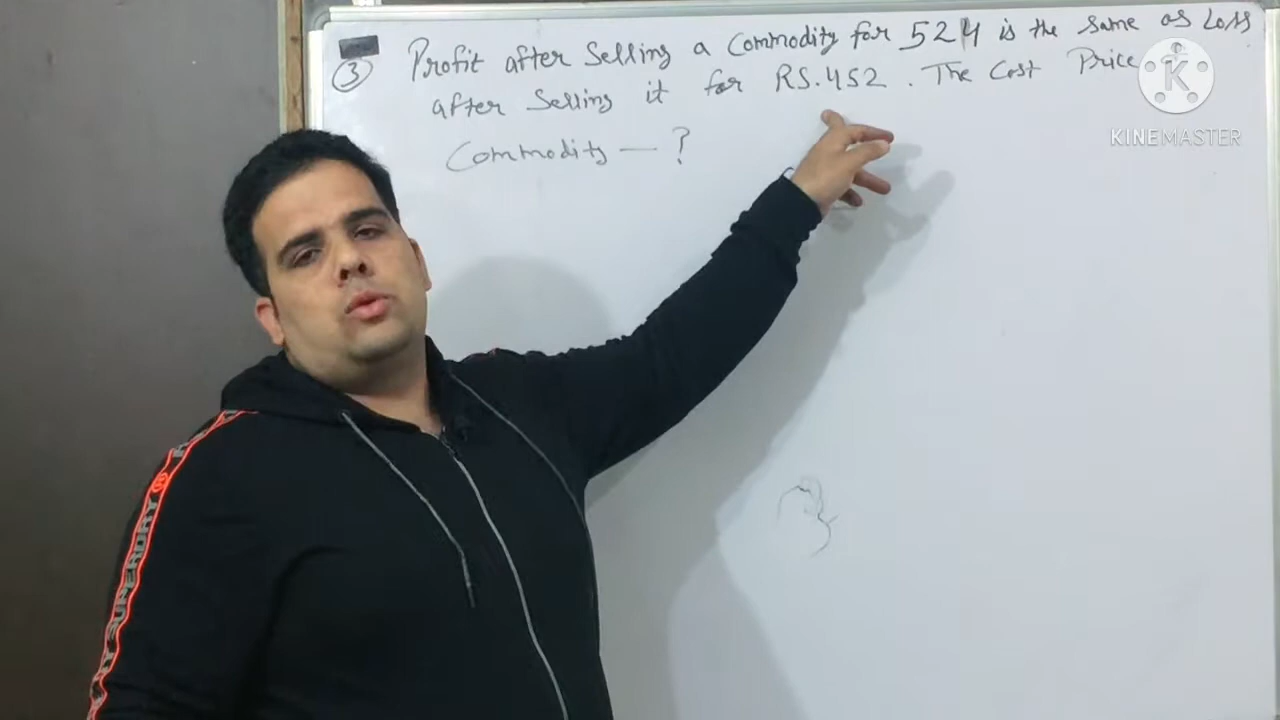 ③ Profit after selling a Commodity for 524 is the same as Loss
after selling it for RS.452. The Cost Price
Commodity — ?
K
KINEMASTER
SUPERDRY